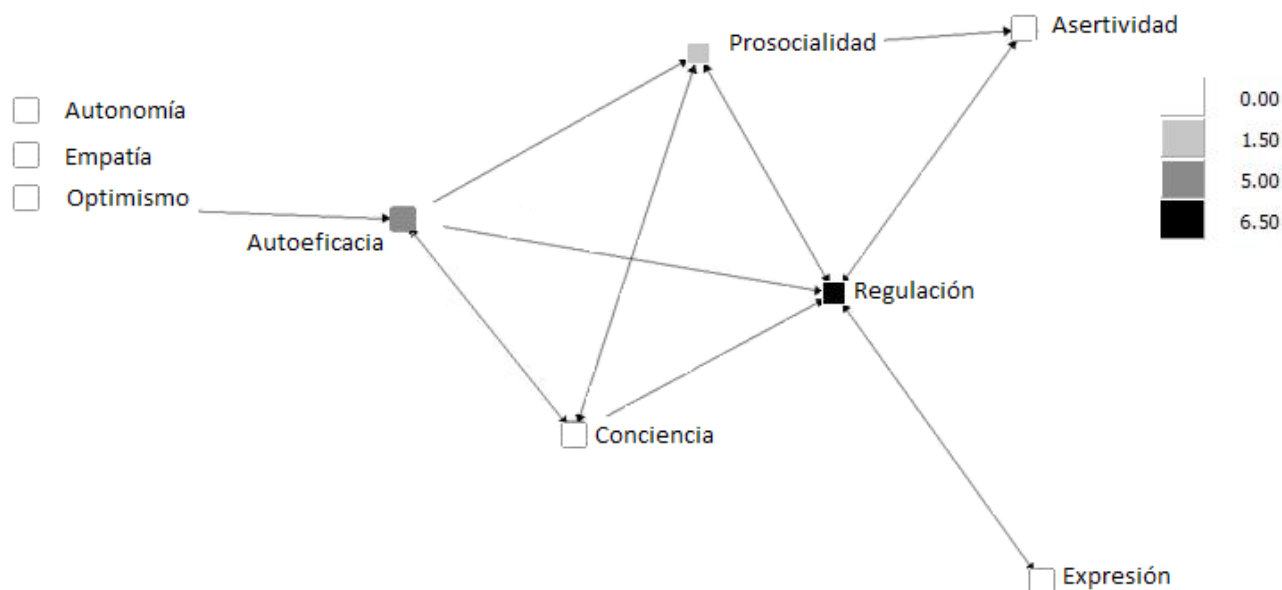 Prosocialidad
Asertividad
Autonomía
Empatía
Optimismo
Autoeficacia
Regulación
Conciencia
Expresión
0.00
1.50
5.00
6.50